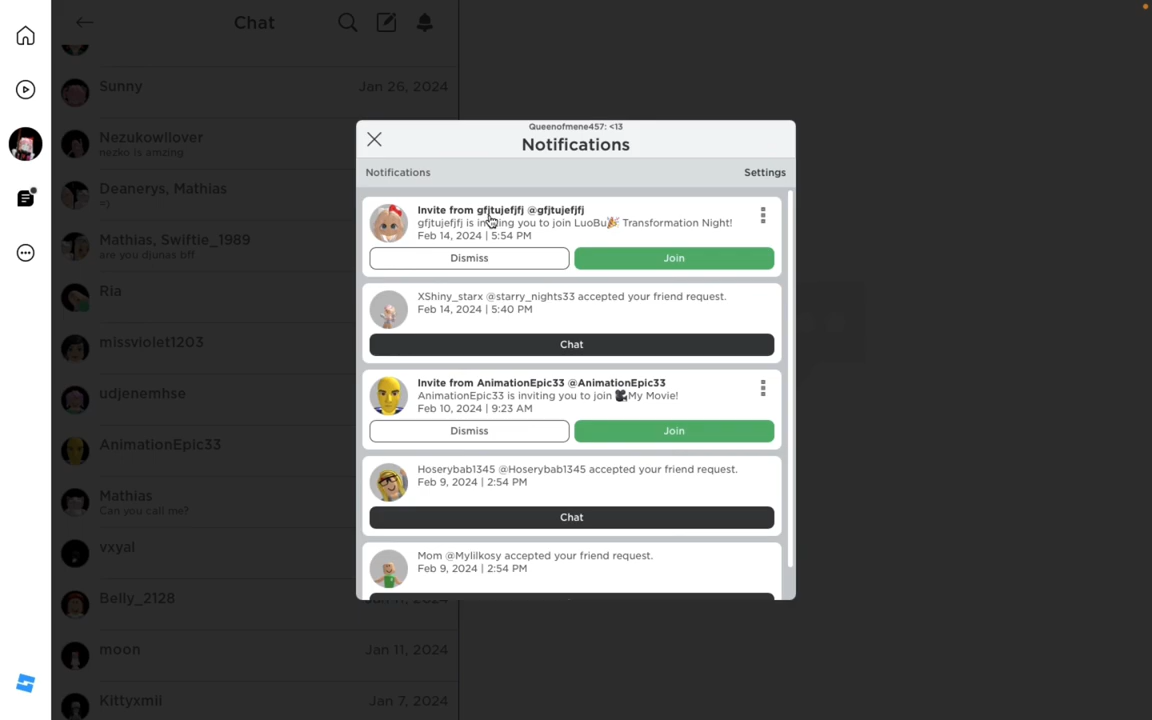 Chat
Sunny
Jan 26, 2024
Nezukowllover
nezko is amzing
Deanerys, Mathias
=)
Mathias, Swiftie_1989
are you djunas bff
Ria
missviolet1203
udjenemhse
AnimationEpic33
Mathias
Can you call me?
vxyal
Belly_2128
moon
Jan 11, 2024
Kittyxmii
Jan 7, 2024
Queenofmene457: <13
Notifications
Notifications
Settings
Invite from gfjtujefjfj @gfjtujefjfj
gfjtujefjfj is inviting you to join LuoBu🎉 Transformation Night!
Feb 14, 2024 | 5:54 PM
Dismiss
Join
XShiny_starx @starry_nights33 accepted your friend request.
Feb 14, 2024 | 5:40 PM
Chat
Invite from AnimationEpic33 @AnimationEpic33
AnimationEpic33 is inviting you to join 🎥My Movie!
Feb 10, 2024 | 9:23 AM
Dismiss
Join
Hoserybab1345 @Hoserybab1345 accepted your friend request.
Feb 9, 2024 | 2:54 PM
Chat
Mom @Mylilkosy accepted your friend request.
Feb 9, 2024 | 2:54 PM